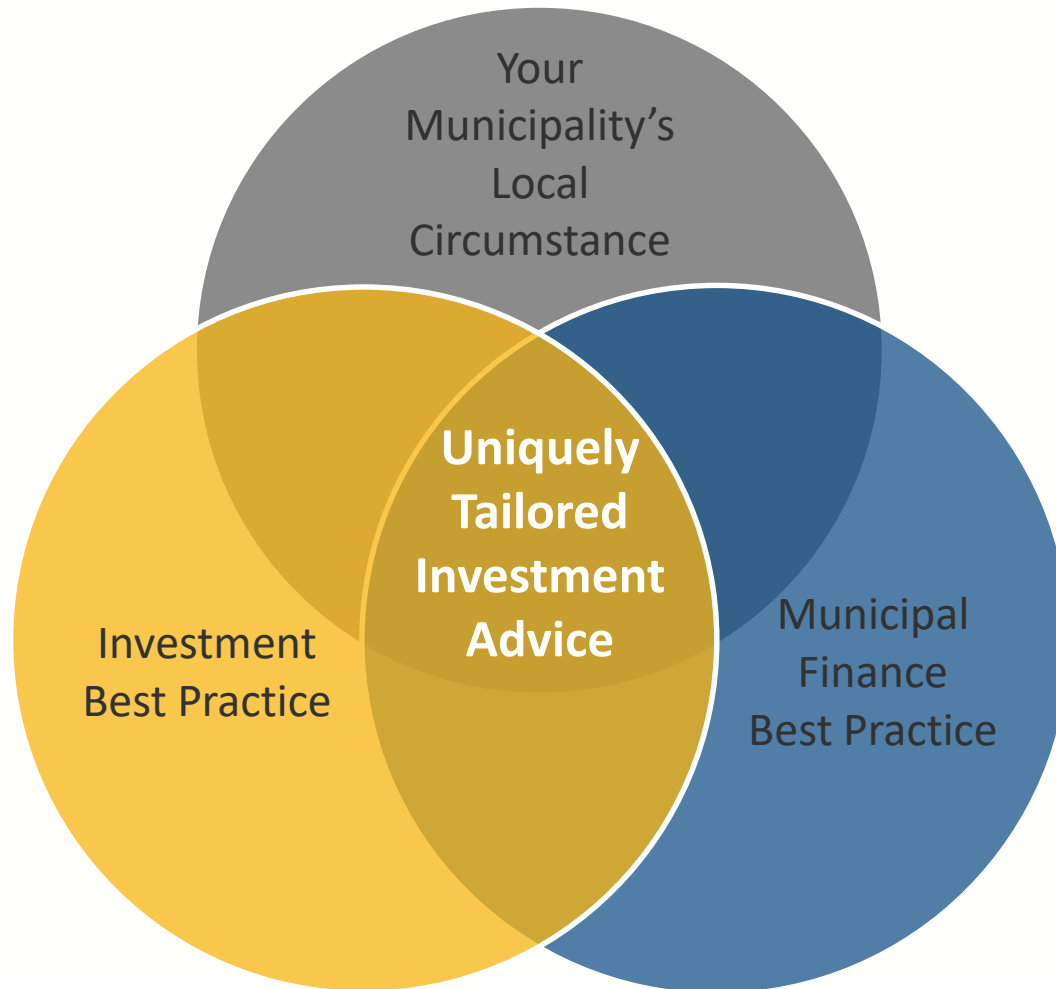 Your
Municipality’s
Local
Circumstance
Uniquely
Tailored
Investment
Advice
Investment
Best Practice
Municipal
Finance
Best Practice